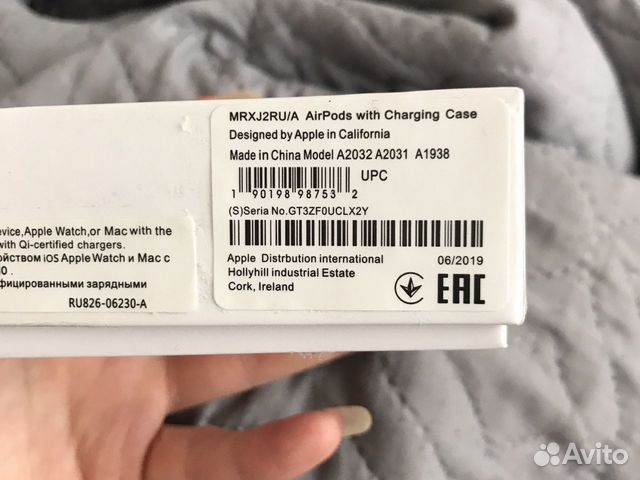 MRXJ2RU/A AirPods with Charging Case
Designed by Apple in California
Made in China Model A2032 A2031 A1938
UPC
1 90198 98753 2
(S)Seria No.GT3ZF0UCLX2Y
Apple Distrbution international
Hollyhill industrial Estate
Cork, Ireland
06/2019
EAC
evice,Apple Watch,or Mac with the
with Qi-certified chargers.
ойством iOS Apple Watch и Mac с
фицированными зарядными
RU826-06230-A
Avito